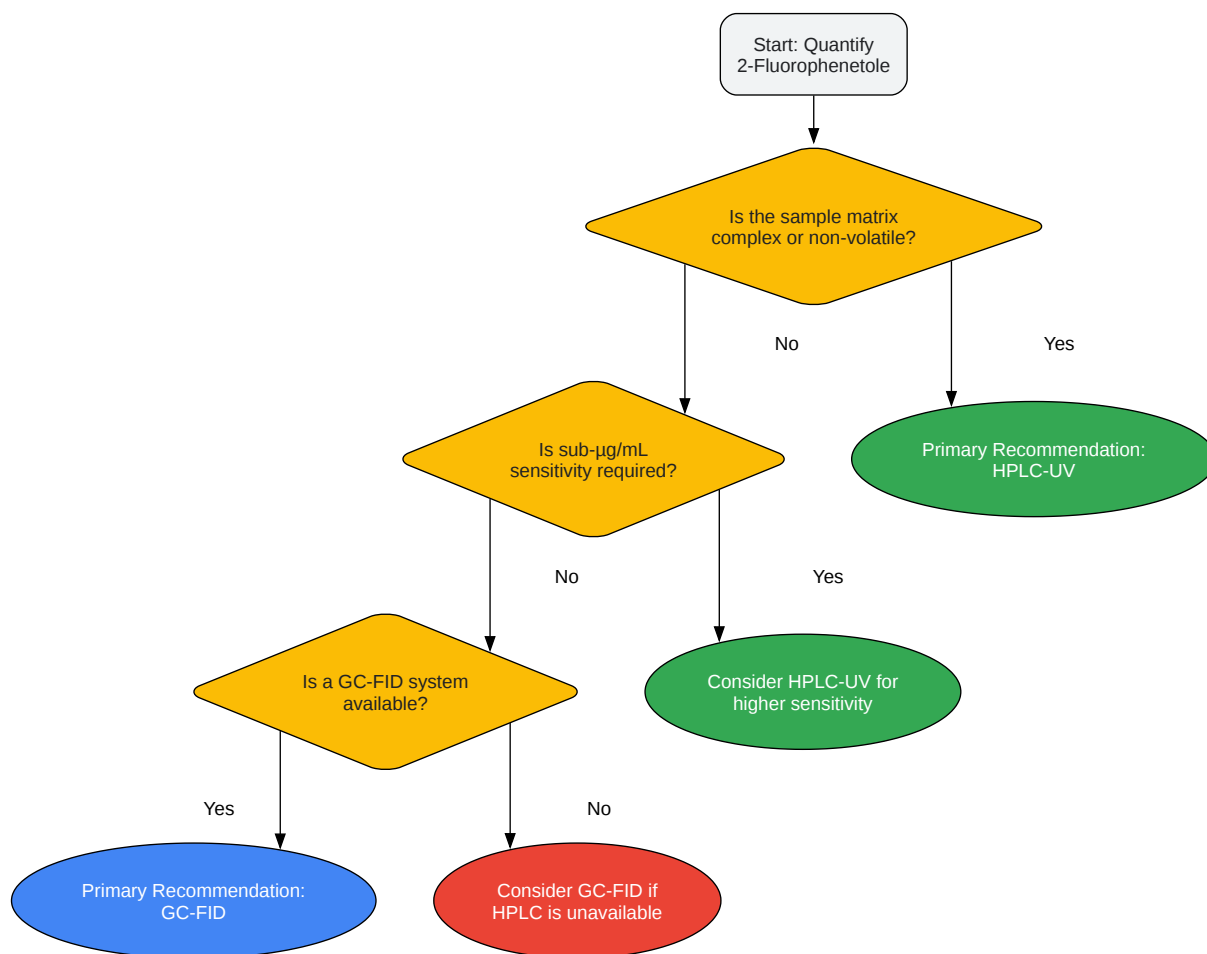 Start: Quantify
2-Fluorophenetole
Is the sample matrix
complex or non-volatile?
No
Yes
Is sub-µg/mL
sensitivity required?
Primary Recommendation:
HPLC-UV
No
Yes
Is a GC-FID system
available?
Consider HPLC-UV for
higher sensitivity
Yes
No
Primary Recommendation:
GC-FID
Consider GC-FID if
HPLC is unavailable